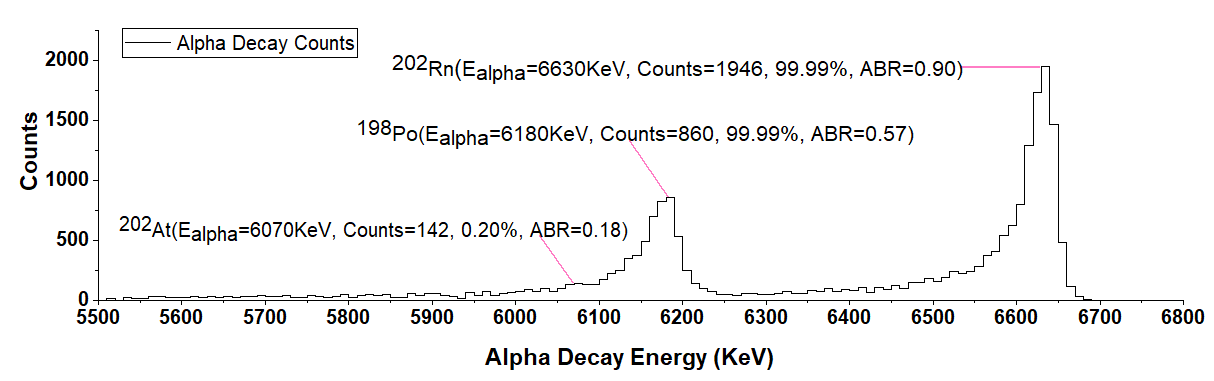 Alpha Decay Counts
202Rn(Ealpha=6630KeV, Counts=1946, 99.99%, ABR=0.90)
198Po(Ealpha=6180KeV, Counts=860, 99.99%, ABR=0.57)
202At(Ealpha=6070KeV, Counts=142, 0.20%, ABR=0.18)
Counts
2000
1500
1000
500
0
5500 5600 5700 5800 5900 6000 6100 6200 6300 6400 6500 6600 6700 6800
Alpha Decay Energy (KeV)